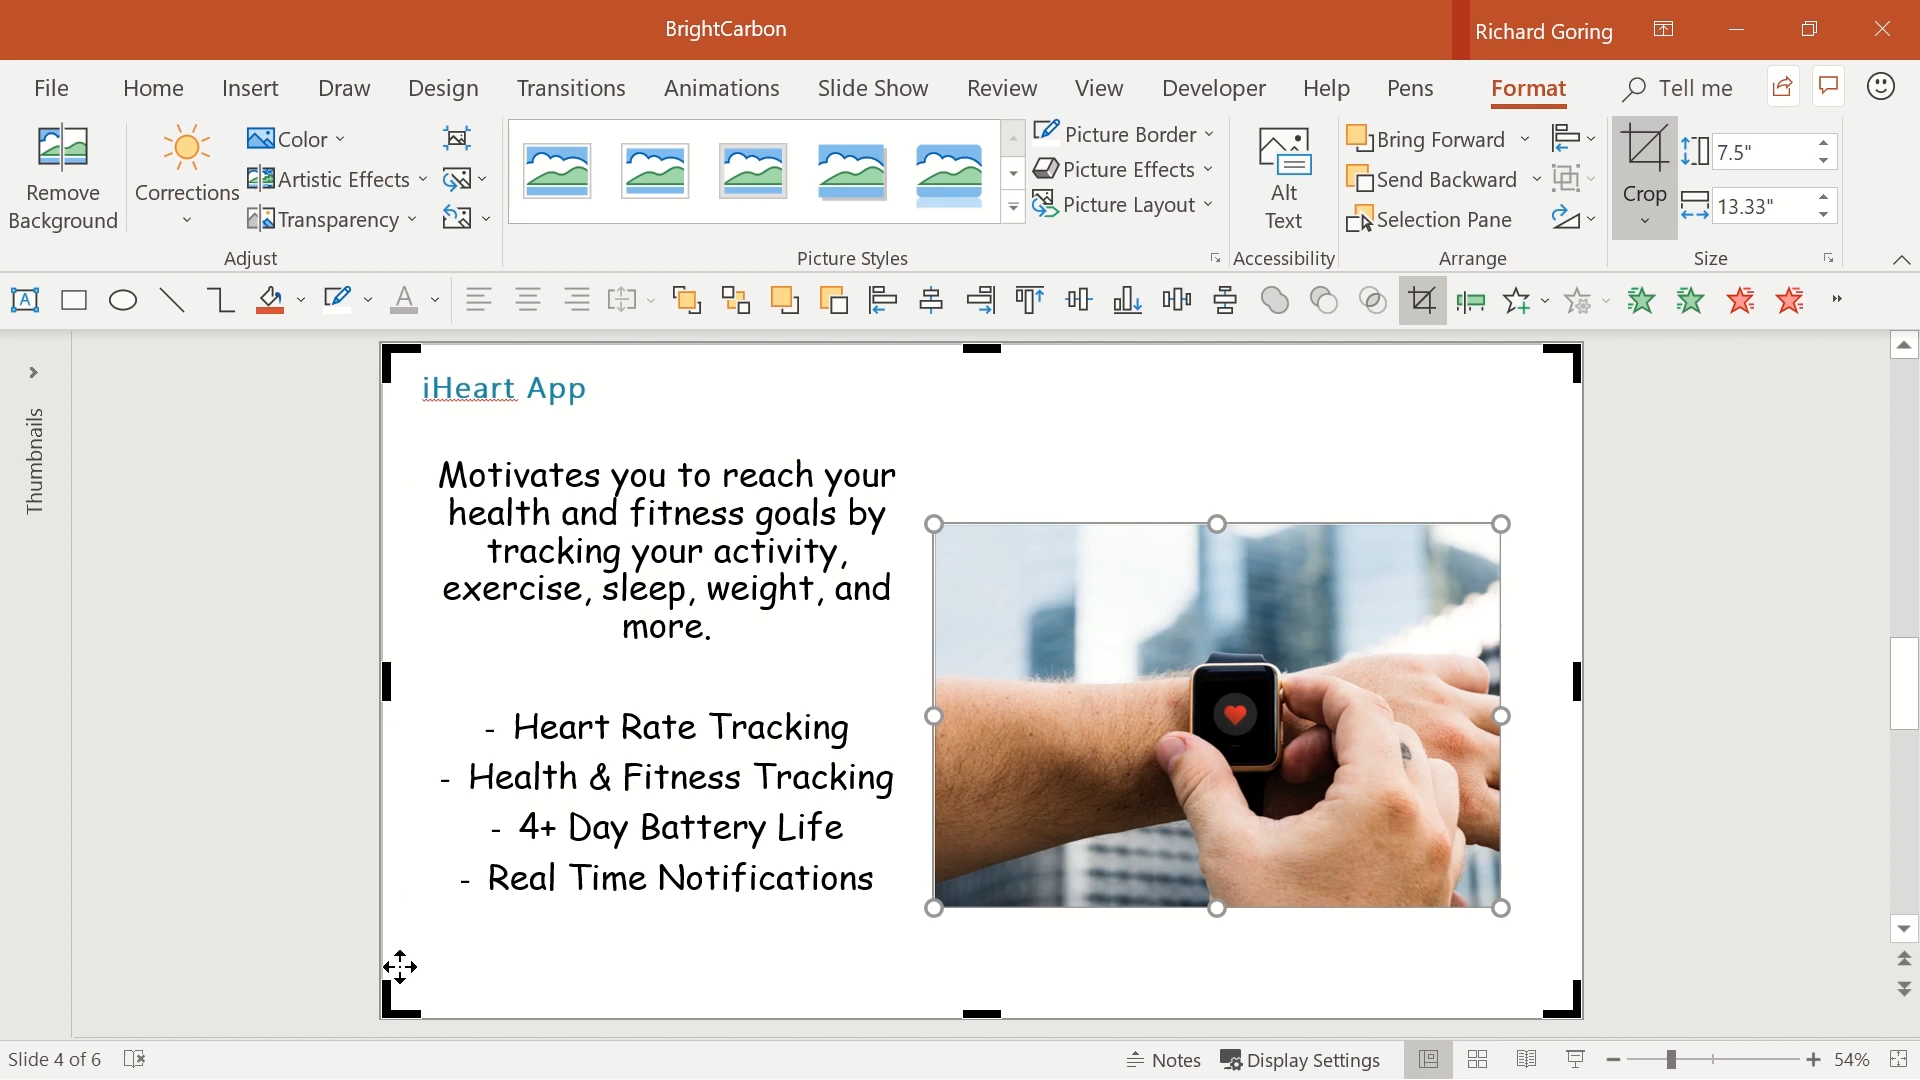 BrightCarbon
Richard Goring
File Home Insert Draw Design Transitions Animations Slide Show Review View Developer Help Pens Format Tell me
Remove
Background
Corrections
Color
Artistic Effects
Transparency
Adjust
Picture Border
Picture Effects
Picture Layout
Picture Styles
Alt
Text
Accessibility
Bring Forward
Send Backward
Selection Pane
Arrange
Crop
7.5"
13.33"
Size
A
A
Thumbnails
iHeart App
Motivates you to reach your
health and fitness goals by
tracking your activity,
exercise, sleep, weight, and
more.
- Heart Rate Tracking
- Health & Fitness Tracking
- 4+ Day Battery Life
- Real Time Notifications
Slide 4 of 6
Notes
Display Settings
54%